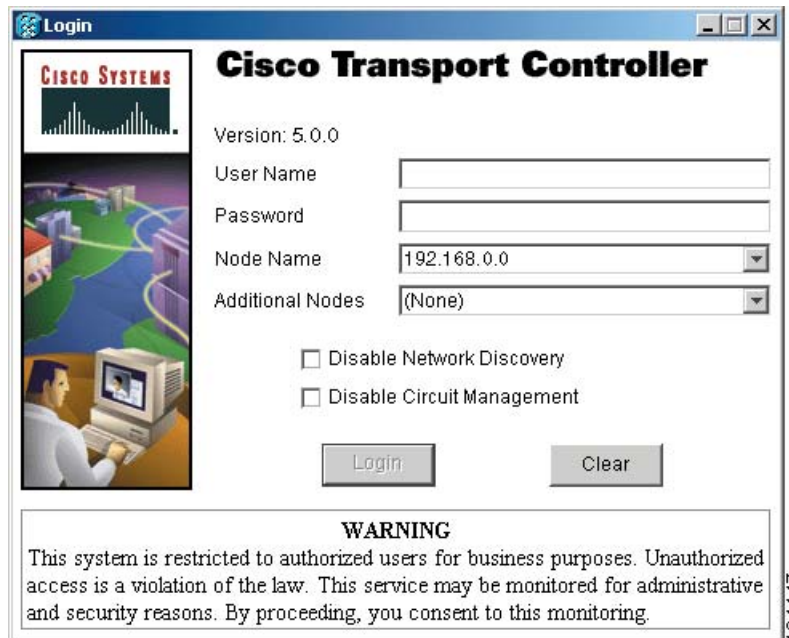 Login
CISCO SYSTEMS
Cisco Transport Controller
Version: 5.0.0
User Name
Password
Node Name 192.168.0.0
Additional Nodes (None)
Disable Network Discovery
Disable Circuit Management
Login Clear
WARNING
This system is restricted to authorized users for business purposes. Unauthorized
access is a violation of the law. This service may be monitored for administrative
and security reasons. By proceeding, you consent to this monitoring.